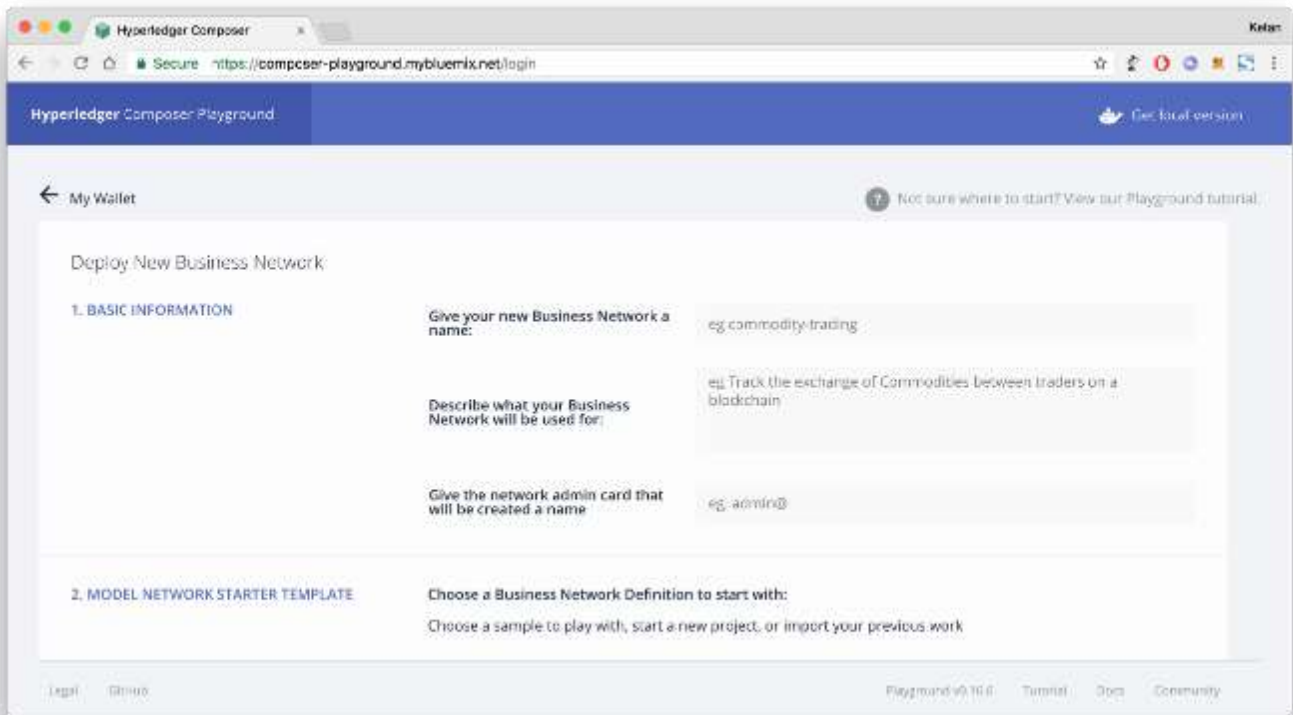 Hyperledger Composer
Kelan
Secure https://composer-playground.mybluemix.net/login
Hyperledger Composer Playground
Get local version
My Wallet
Not sure where to start? View our Playground tutorial.
Deploy New Business Network
1. BASIC INFORMATION
Give your new Business Network a
name:
eg commodity-trading
Describe what your Business
Network will be used for:
eg Track the exchange of Commodities between traders on a
blockchain
Give the network admin card that
will be created a name
eg. admin@
2. MODEL NETWORK STARTER TEMPLATE
Choose a Business Network Definition to start with:
Choose a sample to play with, start a new project, or import your previous work
Legal GitHub
Playground Tutorial Docs Community